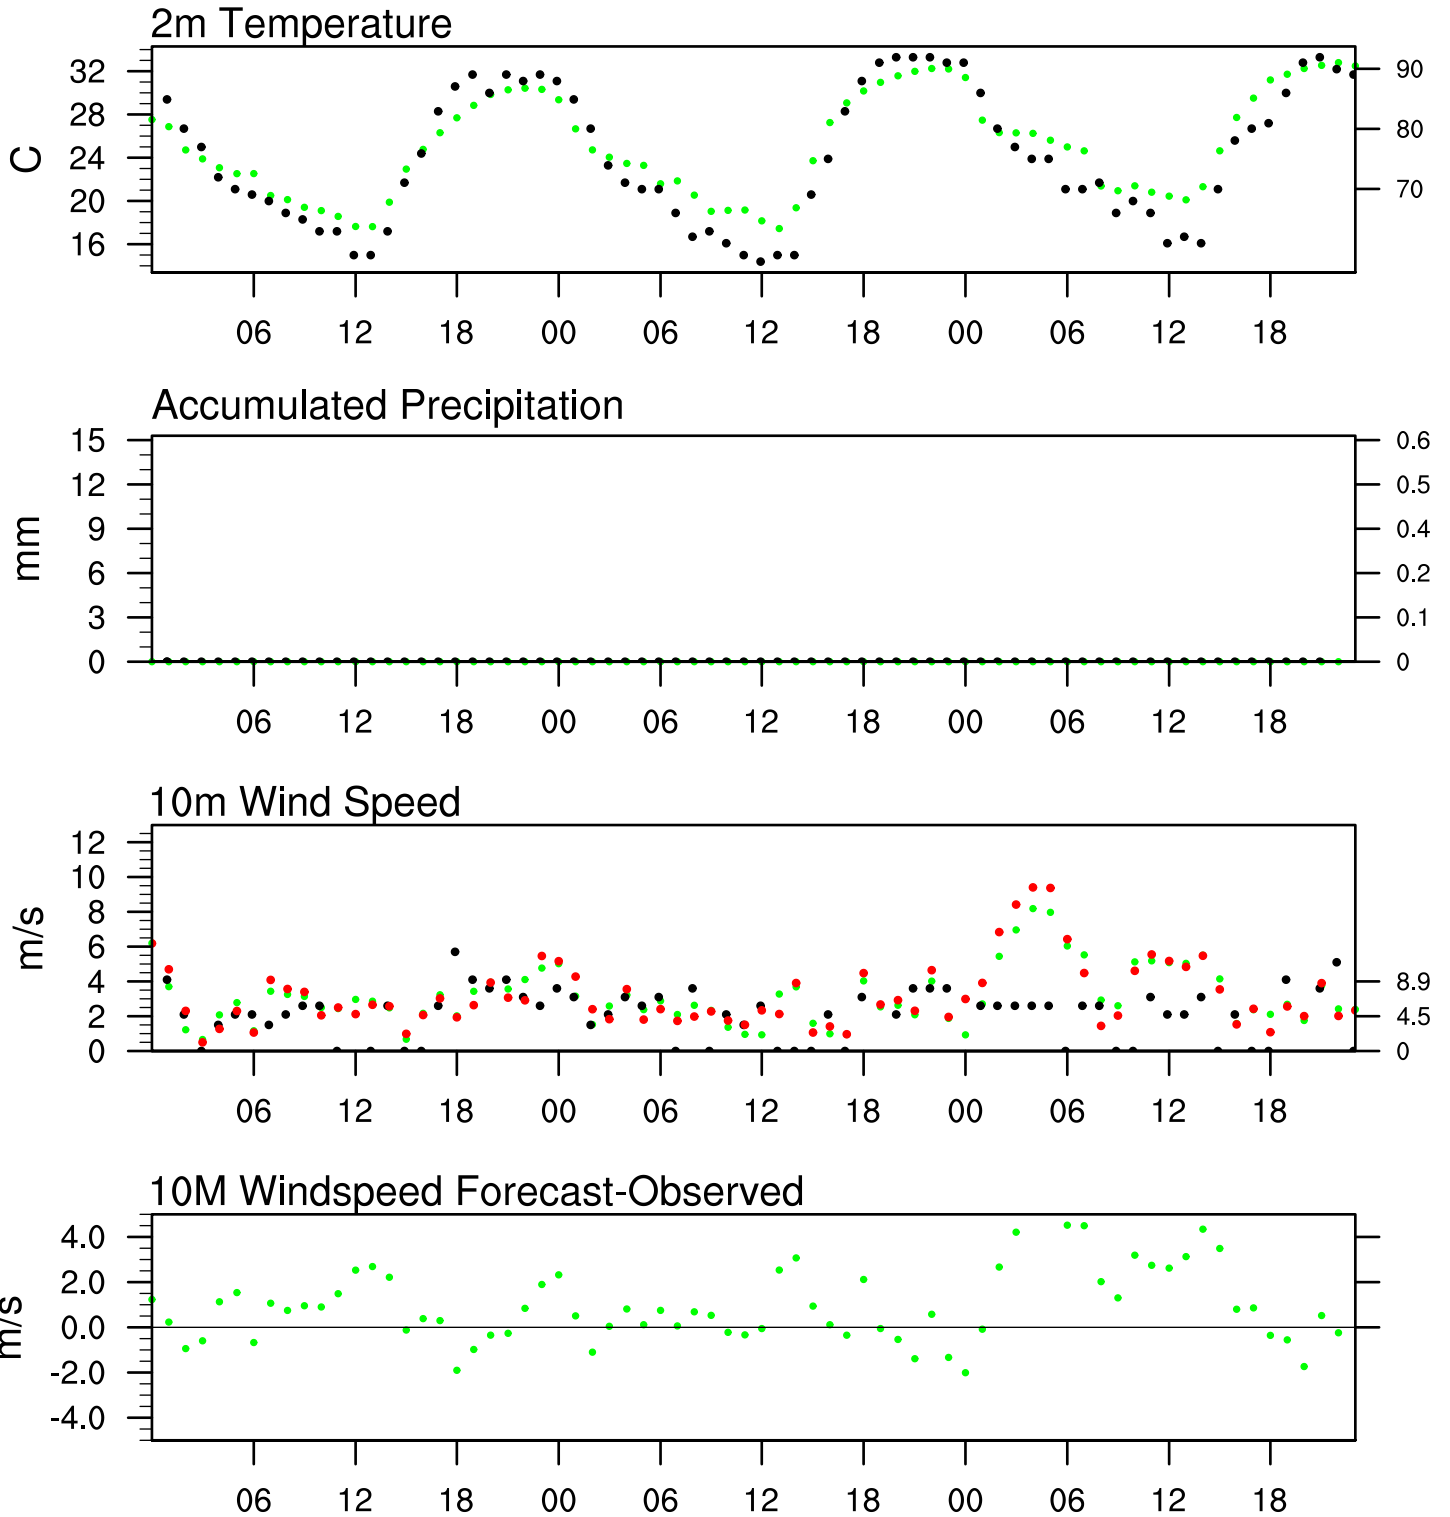 2m Temperature
32
28
24
20
16
C
90
80
70
06 12 18 00 06 12 18 00 06 12 18
Accumulated Precipitation
15
12
9
6
3
0
mm
0.6
0.5
0.4
0.2
0.1
0
06 12 18 00 06 12 18 00 06 12 18
10m Wind Speed
12
10
8
6
4
2
0
m/s
8.9
4.5
0
06 12 18 00 06 12 18 00 06 12 18
10M Windspeed Forecast-Observed
4.0
2.0
0.0
-2.0
-4.0
m/s
06 12 18 00 06 12 18 00 06 12 18